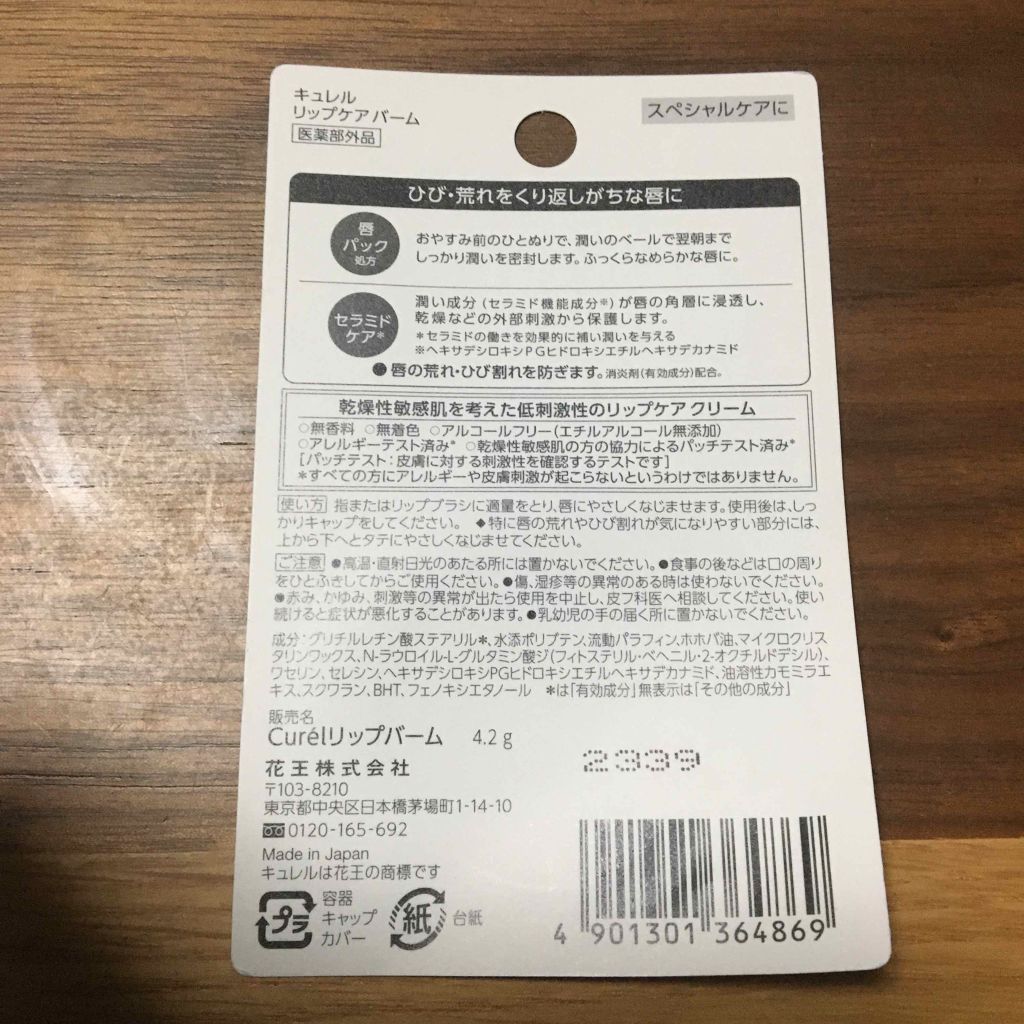 キュレル
リップケア バーム
医薬部外品
スペシャルケアに
ひび・荒れをくり返しがちな唇に
唇
パック
処方
おやすみ前のひとぬりで、潤いのベールで翌朝まで
しっかり潤いを密封します。ふっくらなめらかな唇に。
セラミド
ケア*
潤い成分(セラミド機能成分※)が唇の角層に浸透し、
乾燥などの外部刺激から保護します。
*セラミドの働きを効果的に補い潤いを与える
※ヘキサデシロキシPGヒドロキシエチルヘキサデカナミド
●唇の荒れ・ひび割れを防ぎます。消炎剤(有効成分)配合。
乾燥性敏感肌を考えた低刺激性のリップケア クリーム
○無香料 ○無着色 ○アルコールフリー(エチルアルコール無添加)
○アレルギーテスト済み* ○乾燥性敏感肌の方の協力によるパッチテスト済み*
[パッチテスト:皮膚に対する刺激性を確認するテストです]
*すべての方にアレルギーや皮膚刺激が起こらないというわけではありません。
使い方 指またはリップブラシに適量をとり、唇にやさしくなじませます。使用後は、しっ
かりキャップをしてください。 ◆特に唇の荒れやひび割れが気になりやすい部分には、
上から下へとタテにやさしくなじませてください。
ご注意 ●高温・直射日光のあたる所には置かないでください。●食事の後などは口の周り
をひとふきしてからご使用ください。●傷、湿疹等の異常のある時は使わないでください。
●赤み、かゆみ、刺激等の異常が出たら使用を中止し、皮フ科医へ相談してください。使い
続けると症状が悪化することがあります。●乳幼児の手の届く所に置かないでください。
成分:グリチルレチン酸ステアリル*、水添ポリブテン、流動パラフィン、ホホバ油、マイクロクリス
タリンワックス、N-ラウロイル-L-グルタミン酸ジ(フィトステリル・ベヘニル・2-オクチルドデシル)、
ワセリン、セレシン、ヘキサデシロキシPGヒドロキシエチルヘキサデカナミド、油溶性カモミラエ
キス、スクワラン、BHT、フェノキシエタノール *は「有効成分」無表示は「その他の成分」
販売名
Curélリップバーム 4.2 g
2339
花王株式会社
〒103-8210
東京都中央区日本橋茅場町1-14-10
0120-165-692
Made in Japan
キュレルは花王の商標です
プラ
容器
キャップ
カバー
紙
台紙
4 901301 364869